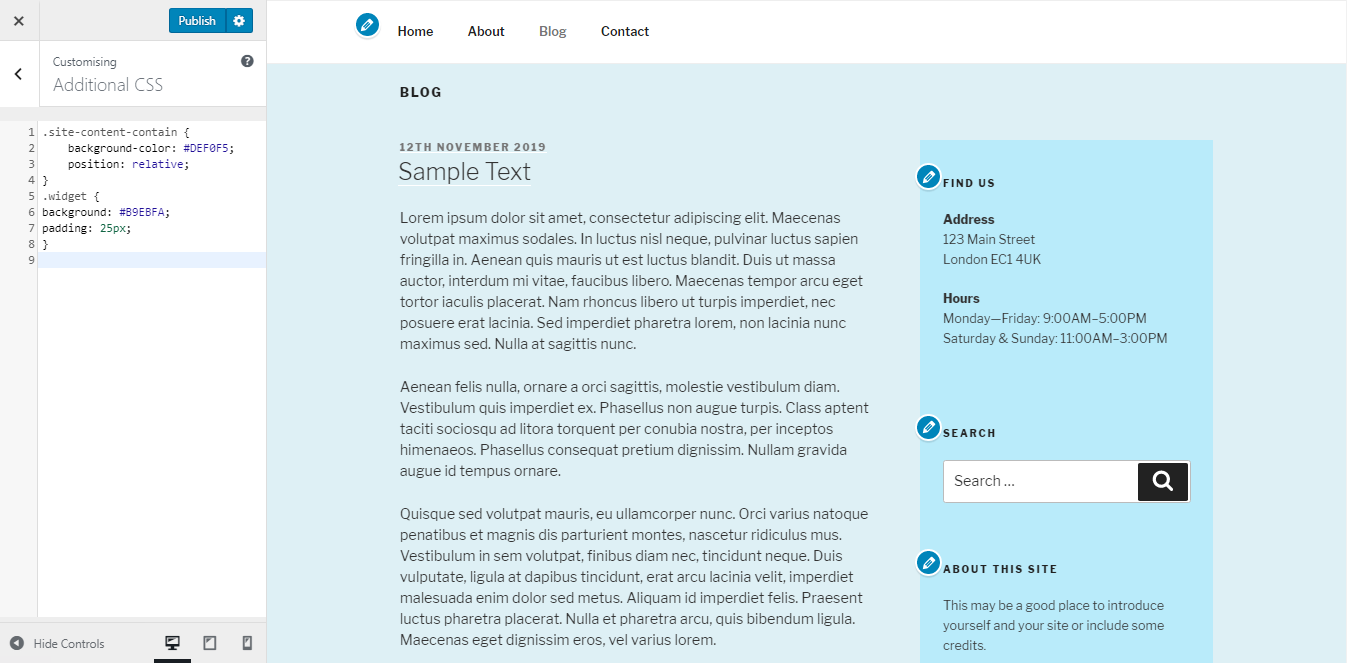 Publish
Customising
Additional CSS
1 .site-content-contain {
2 background-color: #DEF0F5;
3 position: relative;
4 }
5 .widget {
6 background: #B9EBFA;
7 padding: 25px;
8 }
9
Hide Controls
Home About Blog Contact
BLOG
12TH NOVEMBER 2019
Sample Text
Lorem ipsum dolor sit amet, consectetur adipiscing elit. Maecenas
volutpat maximus sodales. In luctus nisl neque, pulvinar luctus sapien
fringilla in. Aenean quis mauris ut est luctus blandit. Duis ut massa
auctor, interdum mi vitae, faucibus libero. Maecenas tempor arcu eget
tortor iaculis placerat. Nam rhoncus libero ut turpis imperdiet, nec
posuere erat lacinia. Sed imperdiet pharetra lorem, non lacinia nunc
maximus sed. Nulla at sagittis nunc.
Aenean felis nulla, ornare a orci sagittis, molestie vestibulum diam.
Vestibulum quis imperdiet ex. Phasellus non augue turpis. Class aptent
taciti sociosqu ad litora torquent per conubia nostra, per inceptos
himenaeos. Phasellus consequat pretium dignissim. Nullam gravida
augue id tempus ornare.
Quisque sed volutpat mauris, eu ullamcorper nunc. Orci varius natoque
penatibus et magnis dis parturient montes, nascetur ridiculus mus.
Vestibulum in sem volutpat, finibus diam nec, tincidunt neque. Duis
vulputate, ligula at dapibus tincidunt, erat arcu lacinia velit, imperdiet
malesuada enim dolor sed metus. Aliquam id imperdiet felis. Praesent
luctus pharetra placerat. Nulla et pharetra arcu, quis bibendum ligula.
Maecenas eget dignissim eros, vel varius lorem.
FIND US
Address
123 Main Street
London EC1 4UK
Hours
Monday—Friday: 9:00AM–5:00PM
Saturday & Sunday: 11:00AM–3:00PM
SEARCH
Search …
ABOUT THIS SITE
This may be a good place to introduce
yourself and your site or include some
credits.